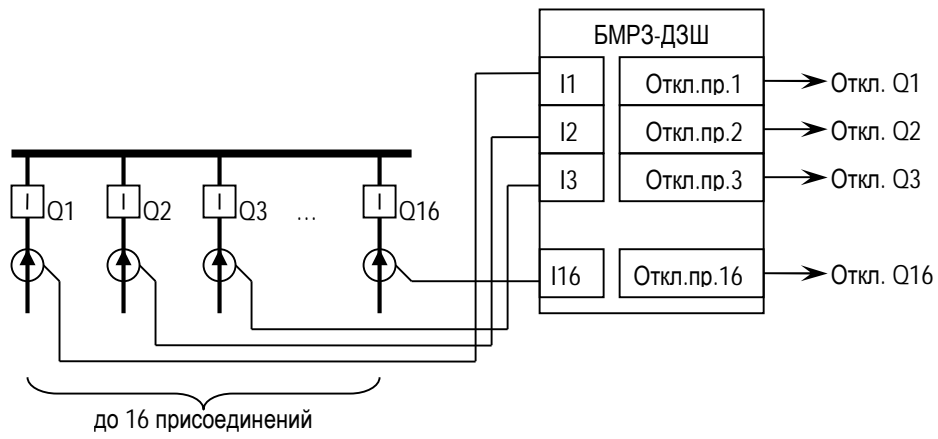 БМРЗ-ДЗШ
I1 Откл.пр.1 Откл. Q1
I2 Откл.пр.2 Откл. Q2
I3 Откл.пр.3 Откл. Q3
Q1 Q2 Q3 ... Q16
I16 Откл.пр.16 Откл. Q16
до 16 присоединений